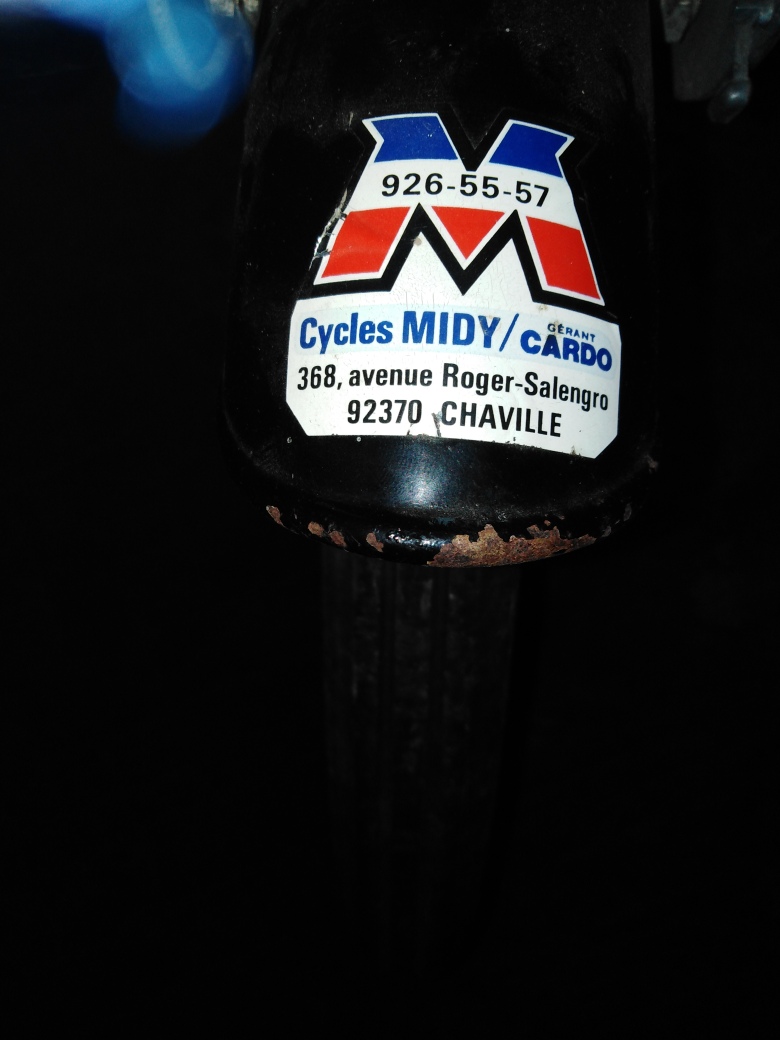 926-55-57
Cycles MIDY/ GÉRANT CARDO
368, avenue Roger-Salengro
92370 CHAVILLE